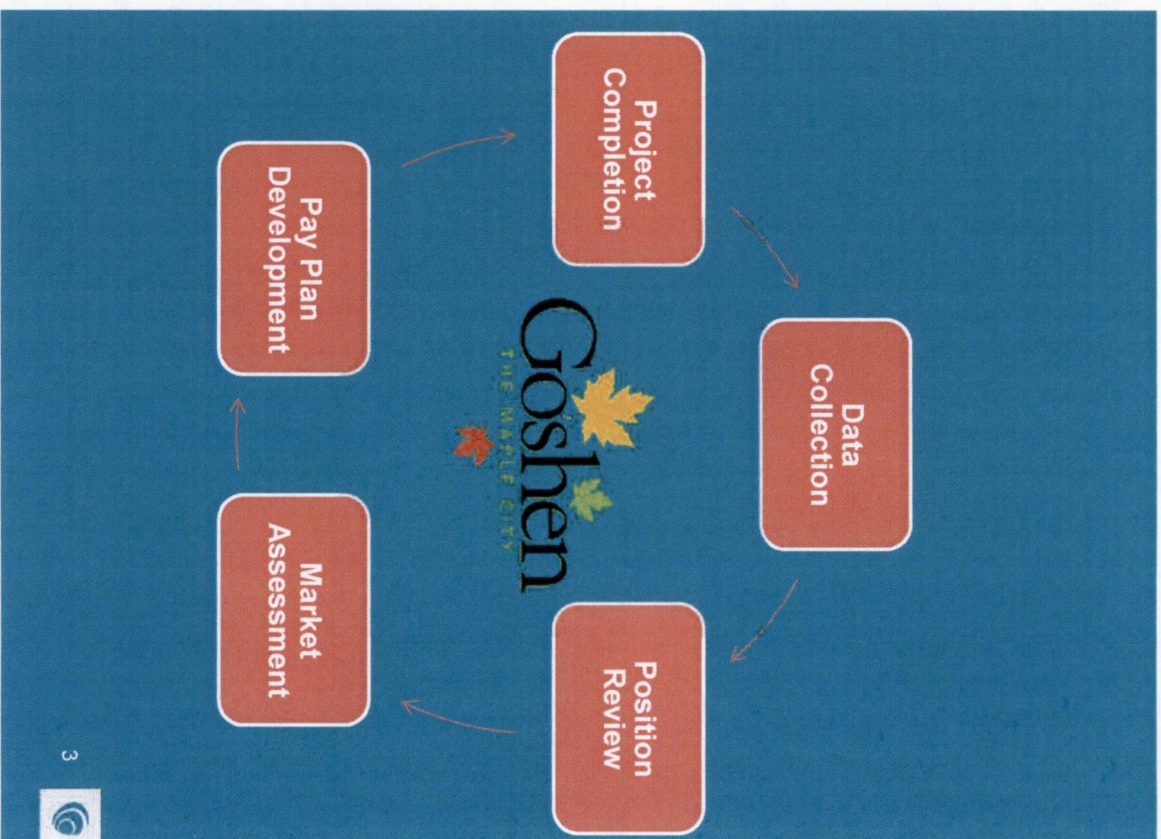 Data
Collection
Position
Review
Market
Assessment
Pay Plan
Development
Project
Completion
Goshen
THE MAPLE CITY
3